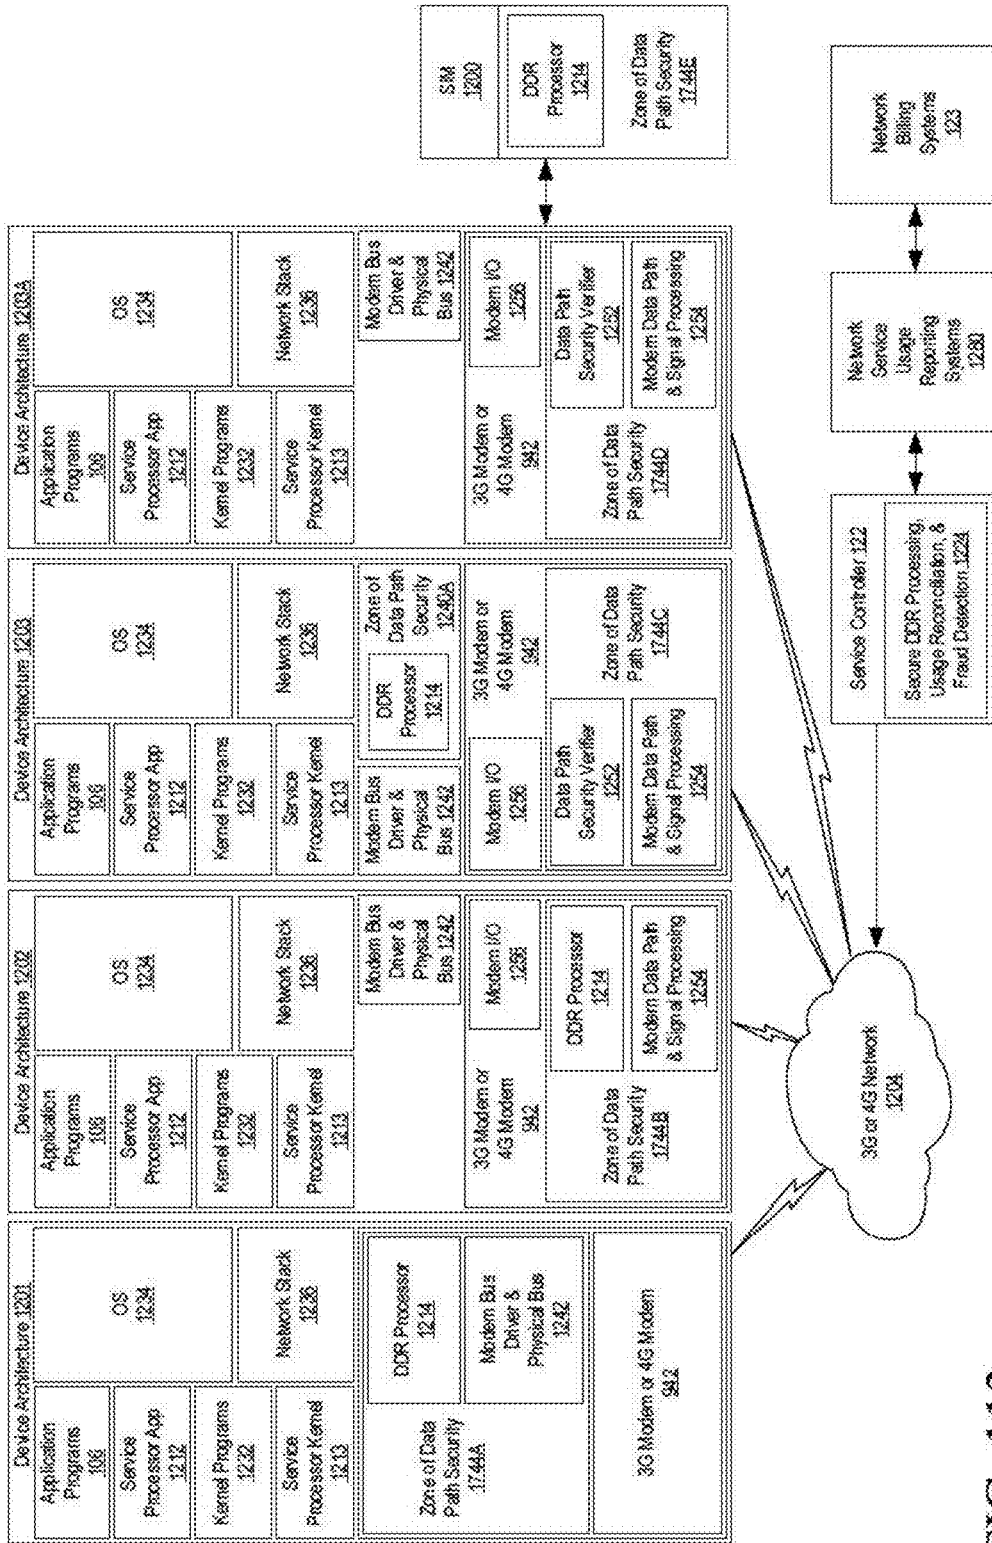 Device Architecture 1201
Application
Programs
106
OS
1234
Service
Processor App
1212
Kernel Programs
1232
Network Stack
1236
Service
Processor Kernel
1213
Zone of Data
Path Security
1744A
DDR Processor
1214
Modem Bus
Driver &
Physical Bus
1242
3G Modem or 4G Modem
942
Device Architecture 1202
Application
Programs
106
OS
1234
Service
Processor App
1212
Kernel Programs
1232
Network Stack
1236
Service
Processor Kernel
1213
Modem Bus
Driver &
Physical
Bus 1242
3G Modem or
4G Modem
942
Modem I/O
1256
Zone of Data
Path Security
1744B
DDR Processor
1214
Modem Data Path
& Signal Processing
1254
Device Architecture 1203
Application
Programs
106
OS
1234
Service
Processor App
1212
Kernel Programs
1232
Network Stack
1236
Service
Processor Kernel
1213
Modem Bus
Driver &
Physical
Bus 1242
DDR
Processor
1214
Zone of
Data Path
Security
1240A
Modem I/O
1256
3G Modem or
4G Modem
942
Data Path
Security Verifier
1252
Modem Data Path
& Signal Processing
1254
Zone of Data
Path Security
1744C
Device Architecture 1203A
Application
Programs
106
OS
1234
Service
Processor App
1212
Kernel Programs
1232
Network Stack
1236
Service
Processor Kernel
1213
Modem Bus
Driver &
Physical
Bus 1242
3G Modem or
4G Modem
942
Modem I/O
1256
Zone of Data
Path Security
1744D
Data Path
Security Verifier
1252
Modem Data Path
& Signal Processing
1254
SIM
1200
DDR
Processor
1214
Zone of Data
Path Security
1744E
3G or 4G Network
1204
Service Controller 122
Secure DDR Processing,
Usage Reconciliation, &
Fraud Detection 1224
Network
Service
Usage
Reporting
Systems
1280
Network
Billing
Systems
123